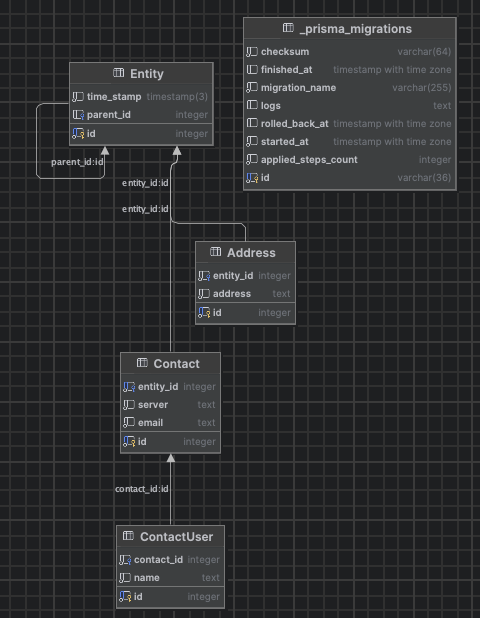 _prisma_migrations
checksum varchar(64)
finished_at timestamp with time zone
migration_name varchar(255)
logs text
rolled_back_at timestamp with time zone
started_at timestamp with time zone
applied_steps_count integer
id varchar(36)
Entity
time_stamp timestamp(3)
parent_id integer
id integer
parent_id:id
entity_id:id
entity_id:id
Address
entity_id integer
address text
id integer
Contact
entity_id integer
server text
email text
id integer
contact_id:id
ContactUser
contact_id integer
name text
id integer